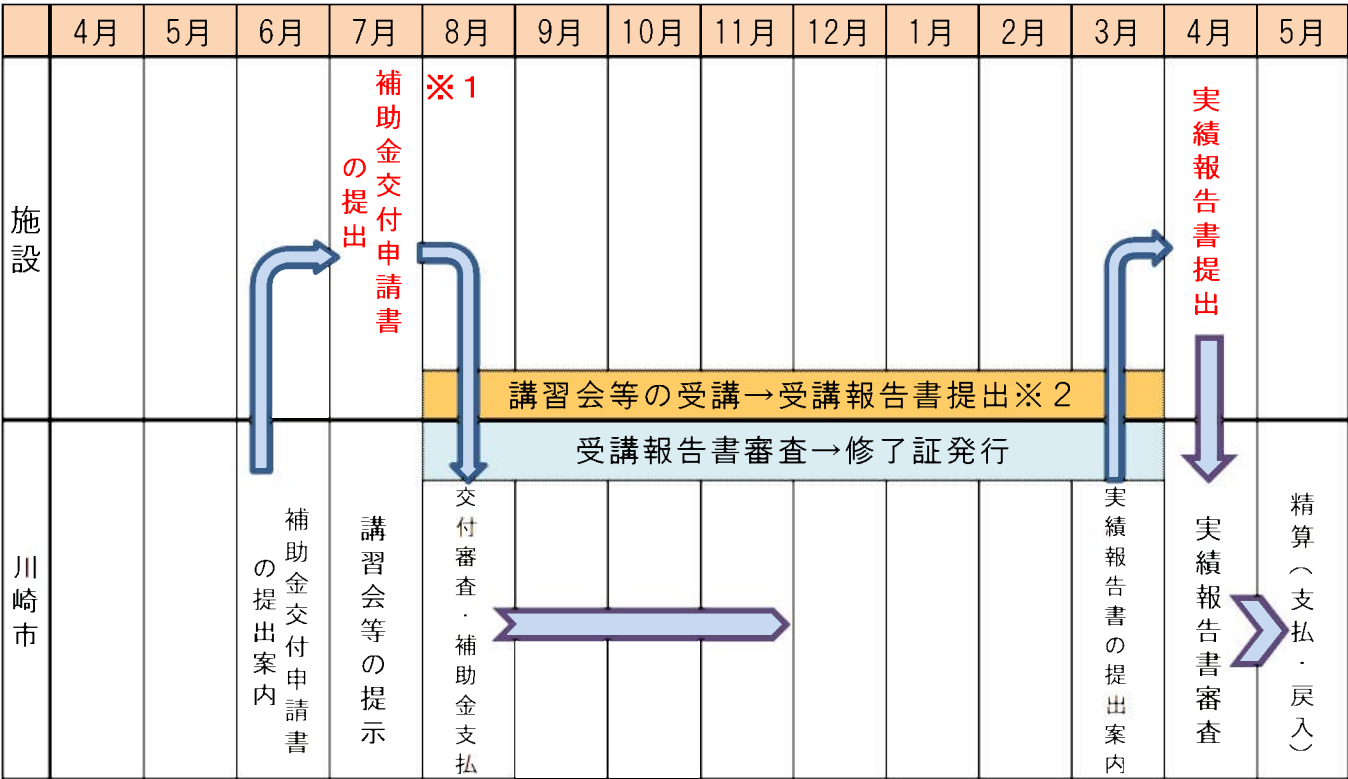 4月 5月 6月 7月 8月 9月 10月 11月 12月 1月 2月 3月 4月 5月
施設
補助金交付申請書
の提出
※1
実績報告書提出
講習会等の受講→受講報告書提出※2
川崎市
受講報告書審査→修了証発行
補助金交付申請書
の提出案内
講習会等の提示
交付審査・補助金支払
実績報告書の提出案内
実績報告書審査
精算(支払・戻入)